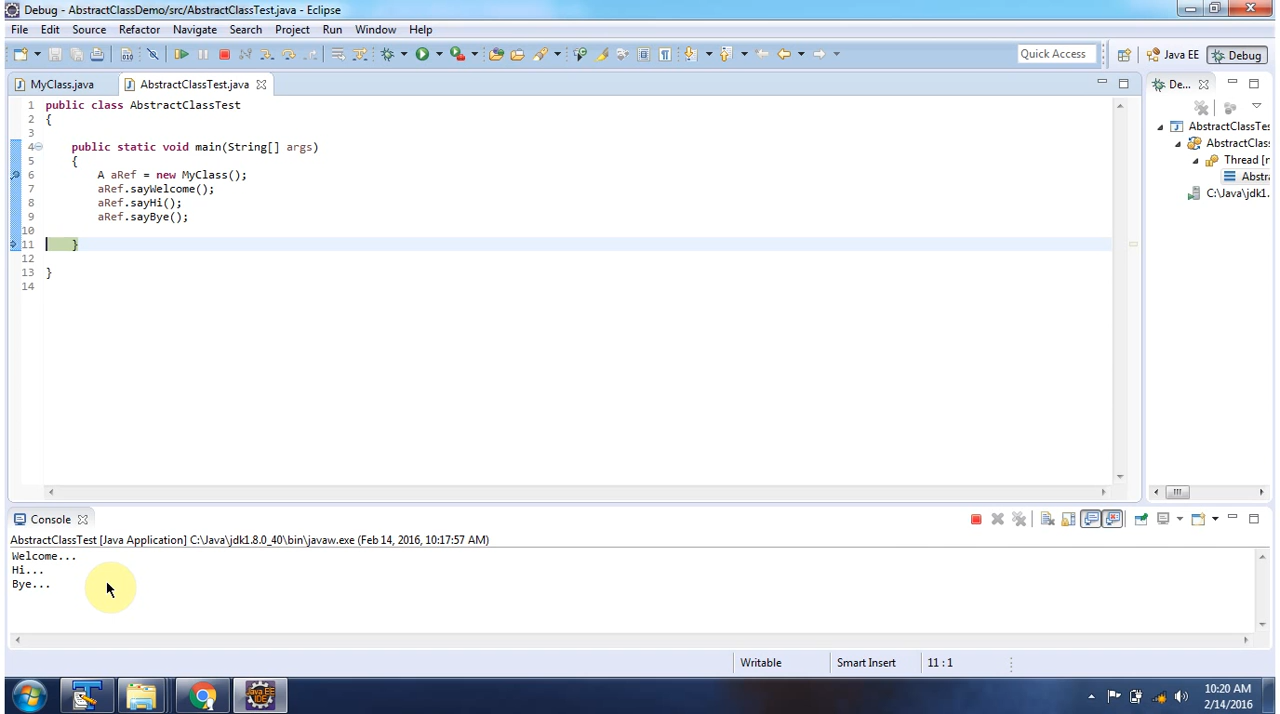 Debug - AbstractClassDemo/src/AbstractClassTest.java - Eclipse
File Edit Source Refactor Navigate Search Project Run Window Help
Quick Access Java EE Debug
MyClass.java AbstractClassTest.java De...
1 public class AbstractClassTest
2 {
3
4 public static void main(String[] args)
5 {
6 A aRef = new MyClass();
7 aRef.sayWelcome();
8 aRef.sayHi();
9 aRef.sayBye();
10
11 }
12
13 }
14
AbstractClassTes
AbstractClass
Thread [n
Abstra
C:\Java\jdk1.
Console
AbstractClassTest [Java Application] C:\Java\jdk1.8.0_40\bin\javaw.exe (Feb 14, 2016, 10:17:57 AM)
Welcome...
Hi...
Bye...
Writable Smart Insert 11 : 1
10:20 AM
2/14/2016